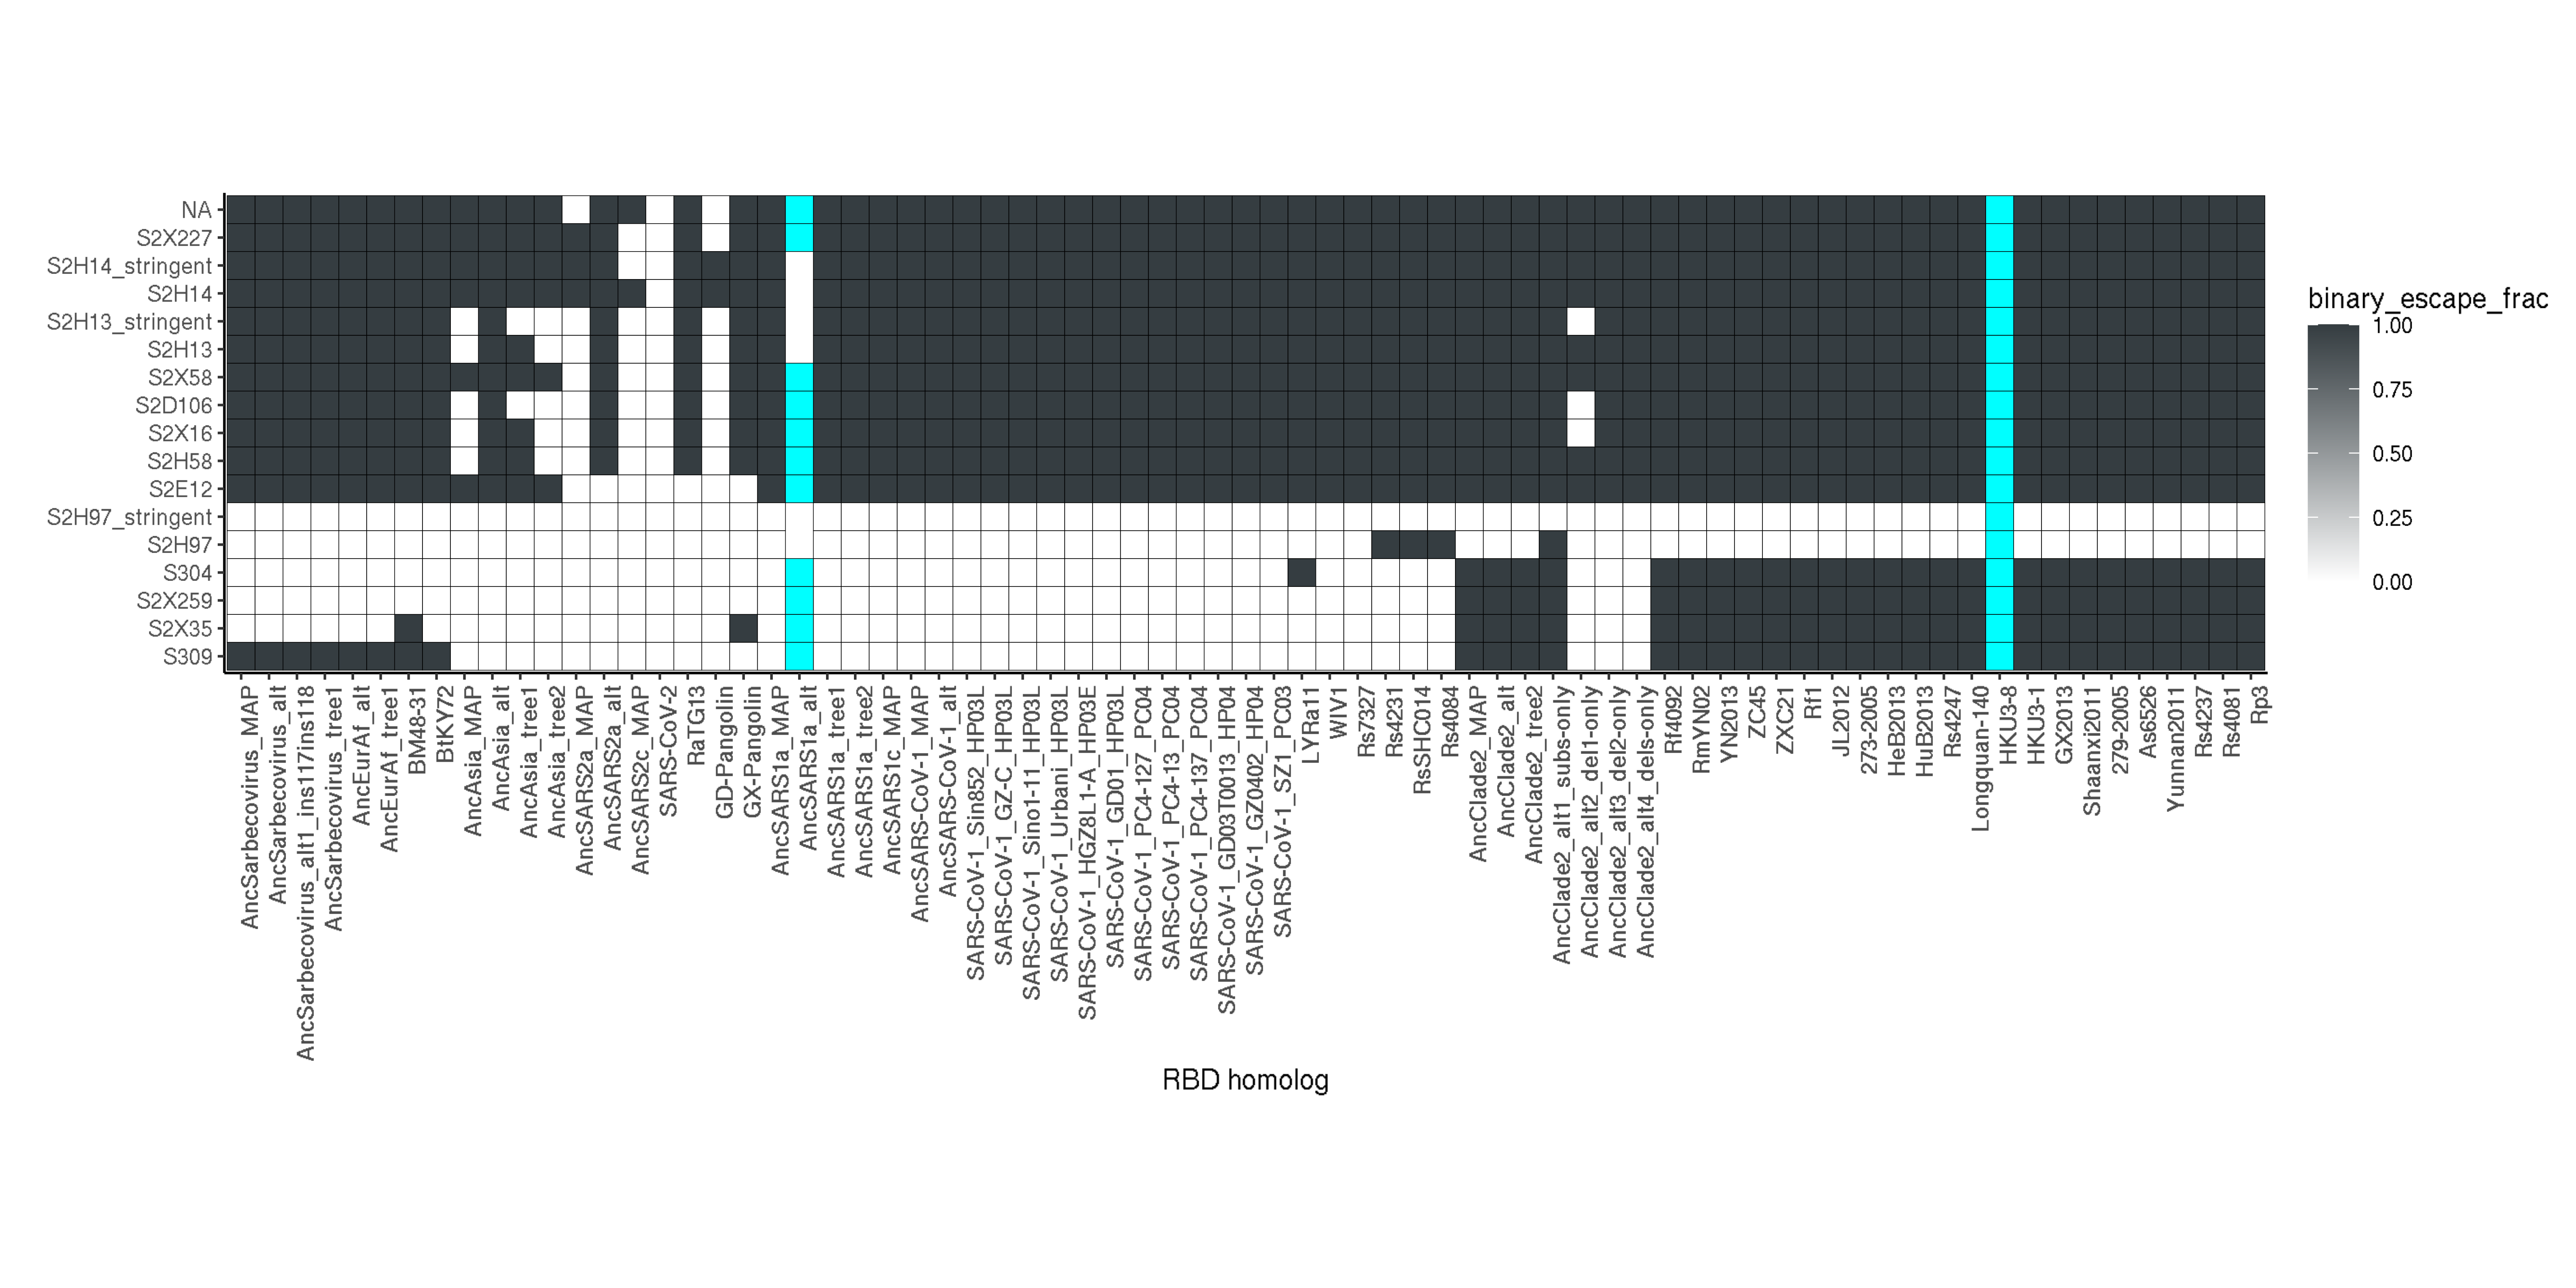 NA
S2X227
S2H14_stringent
S2H14
S2H13_stringent
S2H13
S2X58
S2D106
S2X16
S2H58
S2E12
S2H97_stringent
S2H97
S304
S2X259
S2X35
S309
binary_escape_frac
1.00
0.75
0.50
0.25
0.00
AncSarbecovirus_MAP
AncSarbecovirus_alt
AncSarbecovirus_alt1_ins117ins118
AncSarbecovirus_tree1
AncEurAf_alt
AncEurAf_tree1
BM48-31
BtKY72
AncAsia_MAP
AncAsia_alt
AncAsia_tree1
AncAsia_tree2
AncSARS2a_MAP
AncSARS2a_alt
AncSARS2c_MAP
SARS-CoV-2
RaTG13
GD-Pangolin
GX-Pangolin
AncSARS1a_MAP
AncSARS1a_alt
AncSARS1a_tree1
AncSARS1a_tree2
AncSARS1c_MAP
AncSARS-CoV-1_MAP
AncSARS-CoV-1_alt
SARS-CoV-1_Sin852_HP03L
SARS-CoV-1_GZ-C_HP03L
SARS-CoV-1_Sino1-11_HP03L
SARS-CoV-1_Urbani_HP03L
SARS-CoV-1_HGZ8L1-A_HP03E
SARS-CoV-1_GD01_HP03L
SARS-CoV-1_PC4-127_PC04
SARS-CoV-1_PC4-13_PC04
SARS-CoV-1_PC4-137_PC04
SARS-CoV-1_GD03T0013_HP04
SARS-CoV-1_GZ0402_HP04
SARS-CoV-1_SZ1_PC03
LYRa11
WIV1
Rs7327
Rs4231
RsSHC014
Rs4084
AncClade2_MAP
AncClade2_alt
AncClade2_tree2
AncClade2_alt1_subs-only
AncClade2_alt2_del1-only
AncClade2_alt3_del2-only
AncClade2_alt4_dels-only
Rf4092
RmYN02
YN2013
ZC45
ZXC21
Rf1
JL2012
273-2005
HeB2013
HuB2013
Rs4247
Longquan-140
HKU3-8
HKU3-1
GX2013
Shaanxi2011
279-2005
As6526
Yunnan2011
Rs4237
Rs4081
Rp3
RBD homolog